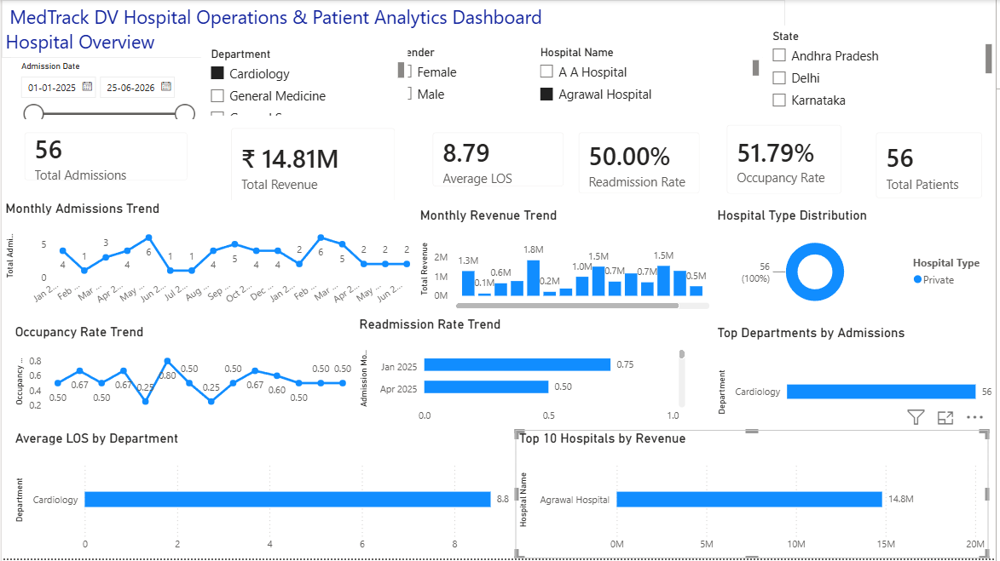 MedTrack DV Hospital Operations & Patient Analytics Dashboard
Hospital Overview
Admission Date
01-01-2025
25-06-2026
Department
Cardiology
General Medicine
ender
Female
Male
Hospital Name
A A Hospital
Agrawal Hospital
State
Andhra Pradesh
Delhi
Karnataka
56
Total Admissions
₹ 14.81M
Total Revenue
8.79
Average LOS
50.00%
Readmission Rate
51.79%
Occupancy Rate
56
Total Patients
Monthly Admissions Trend
Total Admi...
5
0
4 1 3 4 6 1 1 4 5 4 4 2 6 5 2 2 2
Jan 2... Feb ... Mar ... Apr 2... May ... Jun 2... Jul 2... Aug ... Sep ... Oct 2... Dec ... Jan 2... Feb ... Mar ... Apr 2... May ... Jun 2...
Monthly Revenue Trend
Total Revenue
2M
1M
0M
1.3M 0.1M 0.6M 1.8M 0.2M 1.0M 1.5M 0.7M 0.7M 1.5M 0.5M
Hospital Type Distribution
56
(100%)
Hospital Type
Private
Occupancy Rate Trend
Occupancy ...
0.8
0.6
0.4
0.2
0.50 0.67 0.50 0.67 0.25 0.80 0.50 0.25 0.50 0.67 0.60 0.50 0.50 0.50
Readmission Rate Trend
Admission Mo...
Jan 2025
0.75
Apr 2025
0.50
0.0 0.5 1.0
Top Departments by Admissions
Department
Cardiology
56
Average LOS by Department
Department
Cardiology
8.8
0 2 4 6 8
Top 10 Hospitals by Revenue
Hospital Name
Agrawal Hospital
14.8M
0M 5M 10M 15M 20M